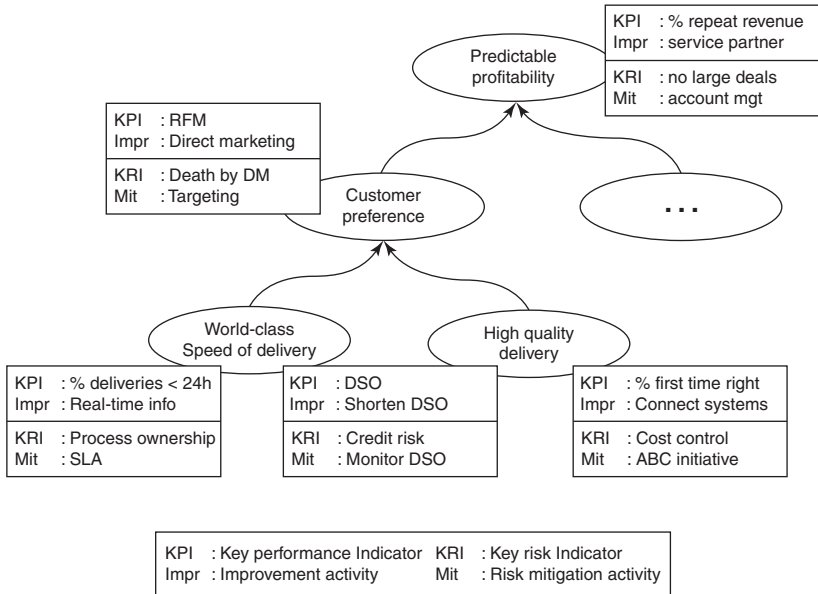 KPI : % repeat revenue
Impr : service partner
KRI : no large deals
Mit : account mgt
Predictable
profitability
KPI : RFM
Impr : Direct marketing
KRI : Death by DM
Mit : Targeting
Customer
preference
...
World-class
Speed of delivery
High quality
delivery
KPI : % deliveries < 24h
Impr : Real-time info
KRI : Process ownership
Mit : SLA
KPI : DSO
Impr : Shorten DSO
KRI : Credit risk
Mit : Monitor DSO
KPI : % first time right
Impr : Connect systems
KRI : Cost control
Mit : ABC initiative
KPI : Key performance Indicator KRI : Key risk Indicator
Impr : Improvement activity Mit : Risk mitigation activity